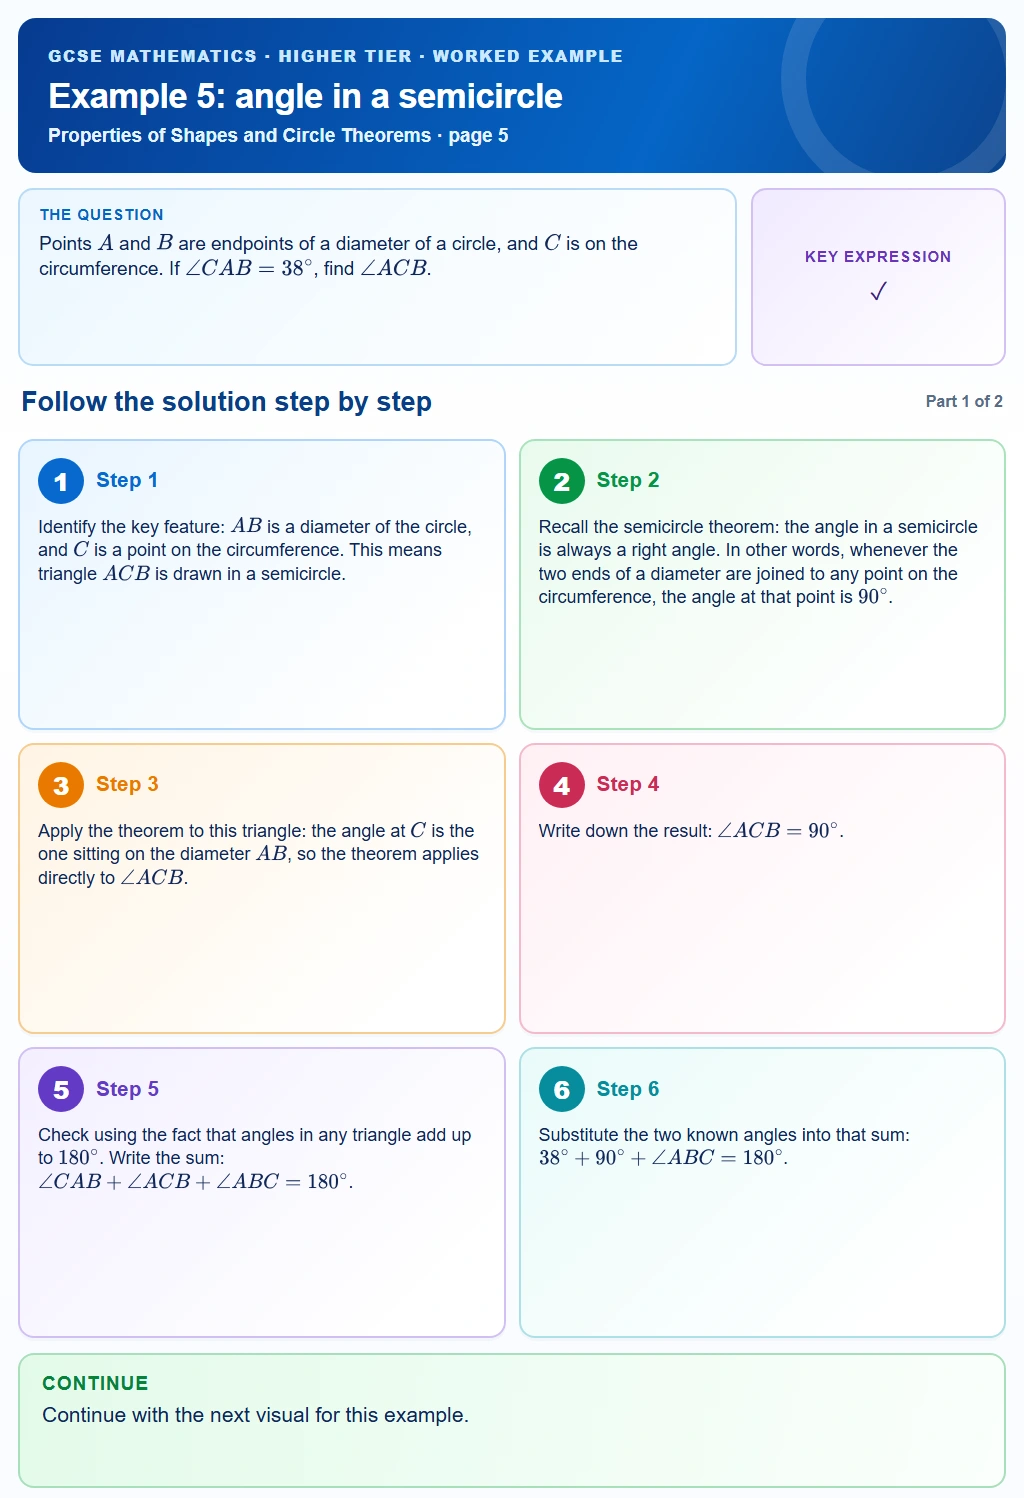 GCSE MATHEMATICS · HIGHER TIER · WORKED EXAMPLE
Example 5: angle in a semicircle
Properties of Shapes and Circle Theorems · page 5
THE QUESTION
Points A and B are endpoints of a diameter of a circle, and C is on the
circumference. If ∠CAB = 38°, find ∠ACB.
KEY EXPRESSION
✓
Follow the solution step by step
Part 1 of 2
1 Step 1
Identify the key feature: AB is a diameter of the circle,
and C is a point on the circumference. This means
triangle ACB is drawn in a semicircle.
2 Step 2
Recall the semicircle theorem: the angle in a semicircle
is always a right angle. In other words, whenever the
two ends of a diameter are joined to any point on the
circumference, the angle at that point is 90°.
3 Step 3
Apply the theorem to this triangle: the angle at C is the
one sitting on the diameter AB, so the theorem applies
directly to ∠ACB.
4 Step 4
Write down the result: ∠ACB = 90°.
5 Step 5
Check using the fact that angles in any triangle add up
to 180°. Write the sum:
∠CAB + ∠ACB + ∠ABC = 180°.
6 Step 6
Substitute the two known angles into that sum:
38° + 90° + ∠ABC = 180°.
CONTINUE
Continue with the next visual for this example.